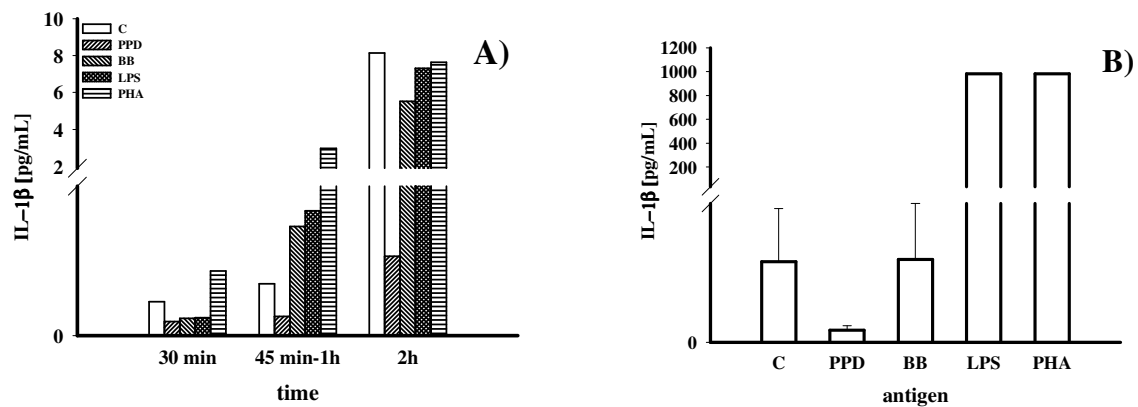 A)
IL–1β [pg/mL]
10
8
6
4
2
0
C
PPD
BB
LPS
PHA
30 min 45 min-1h 2h
time
B)
IL–1β [pg/mL]
1200
1000
800
600
400
200
0
C PPD BB LPS PHA
antigen